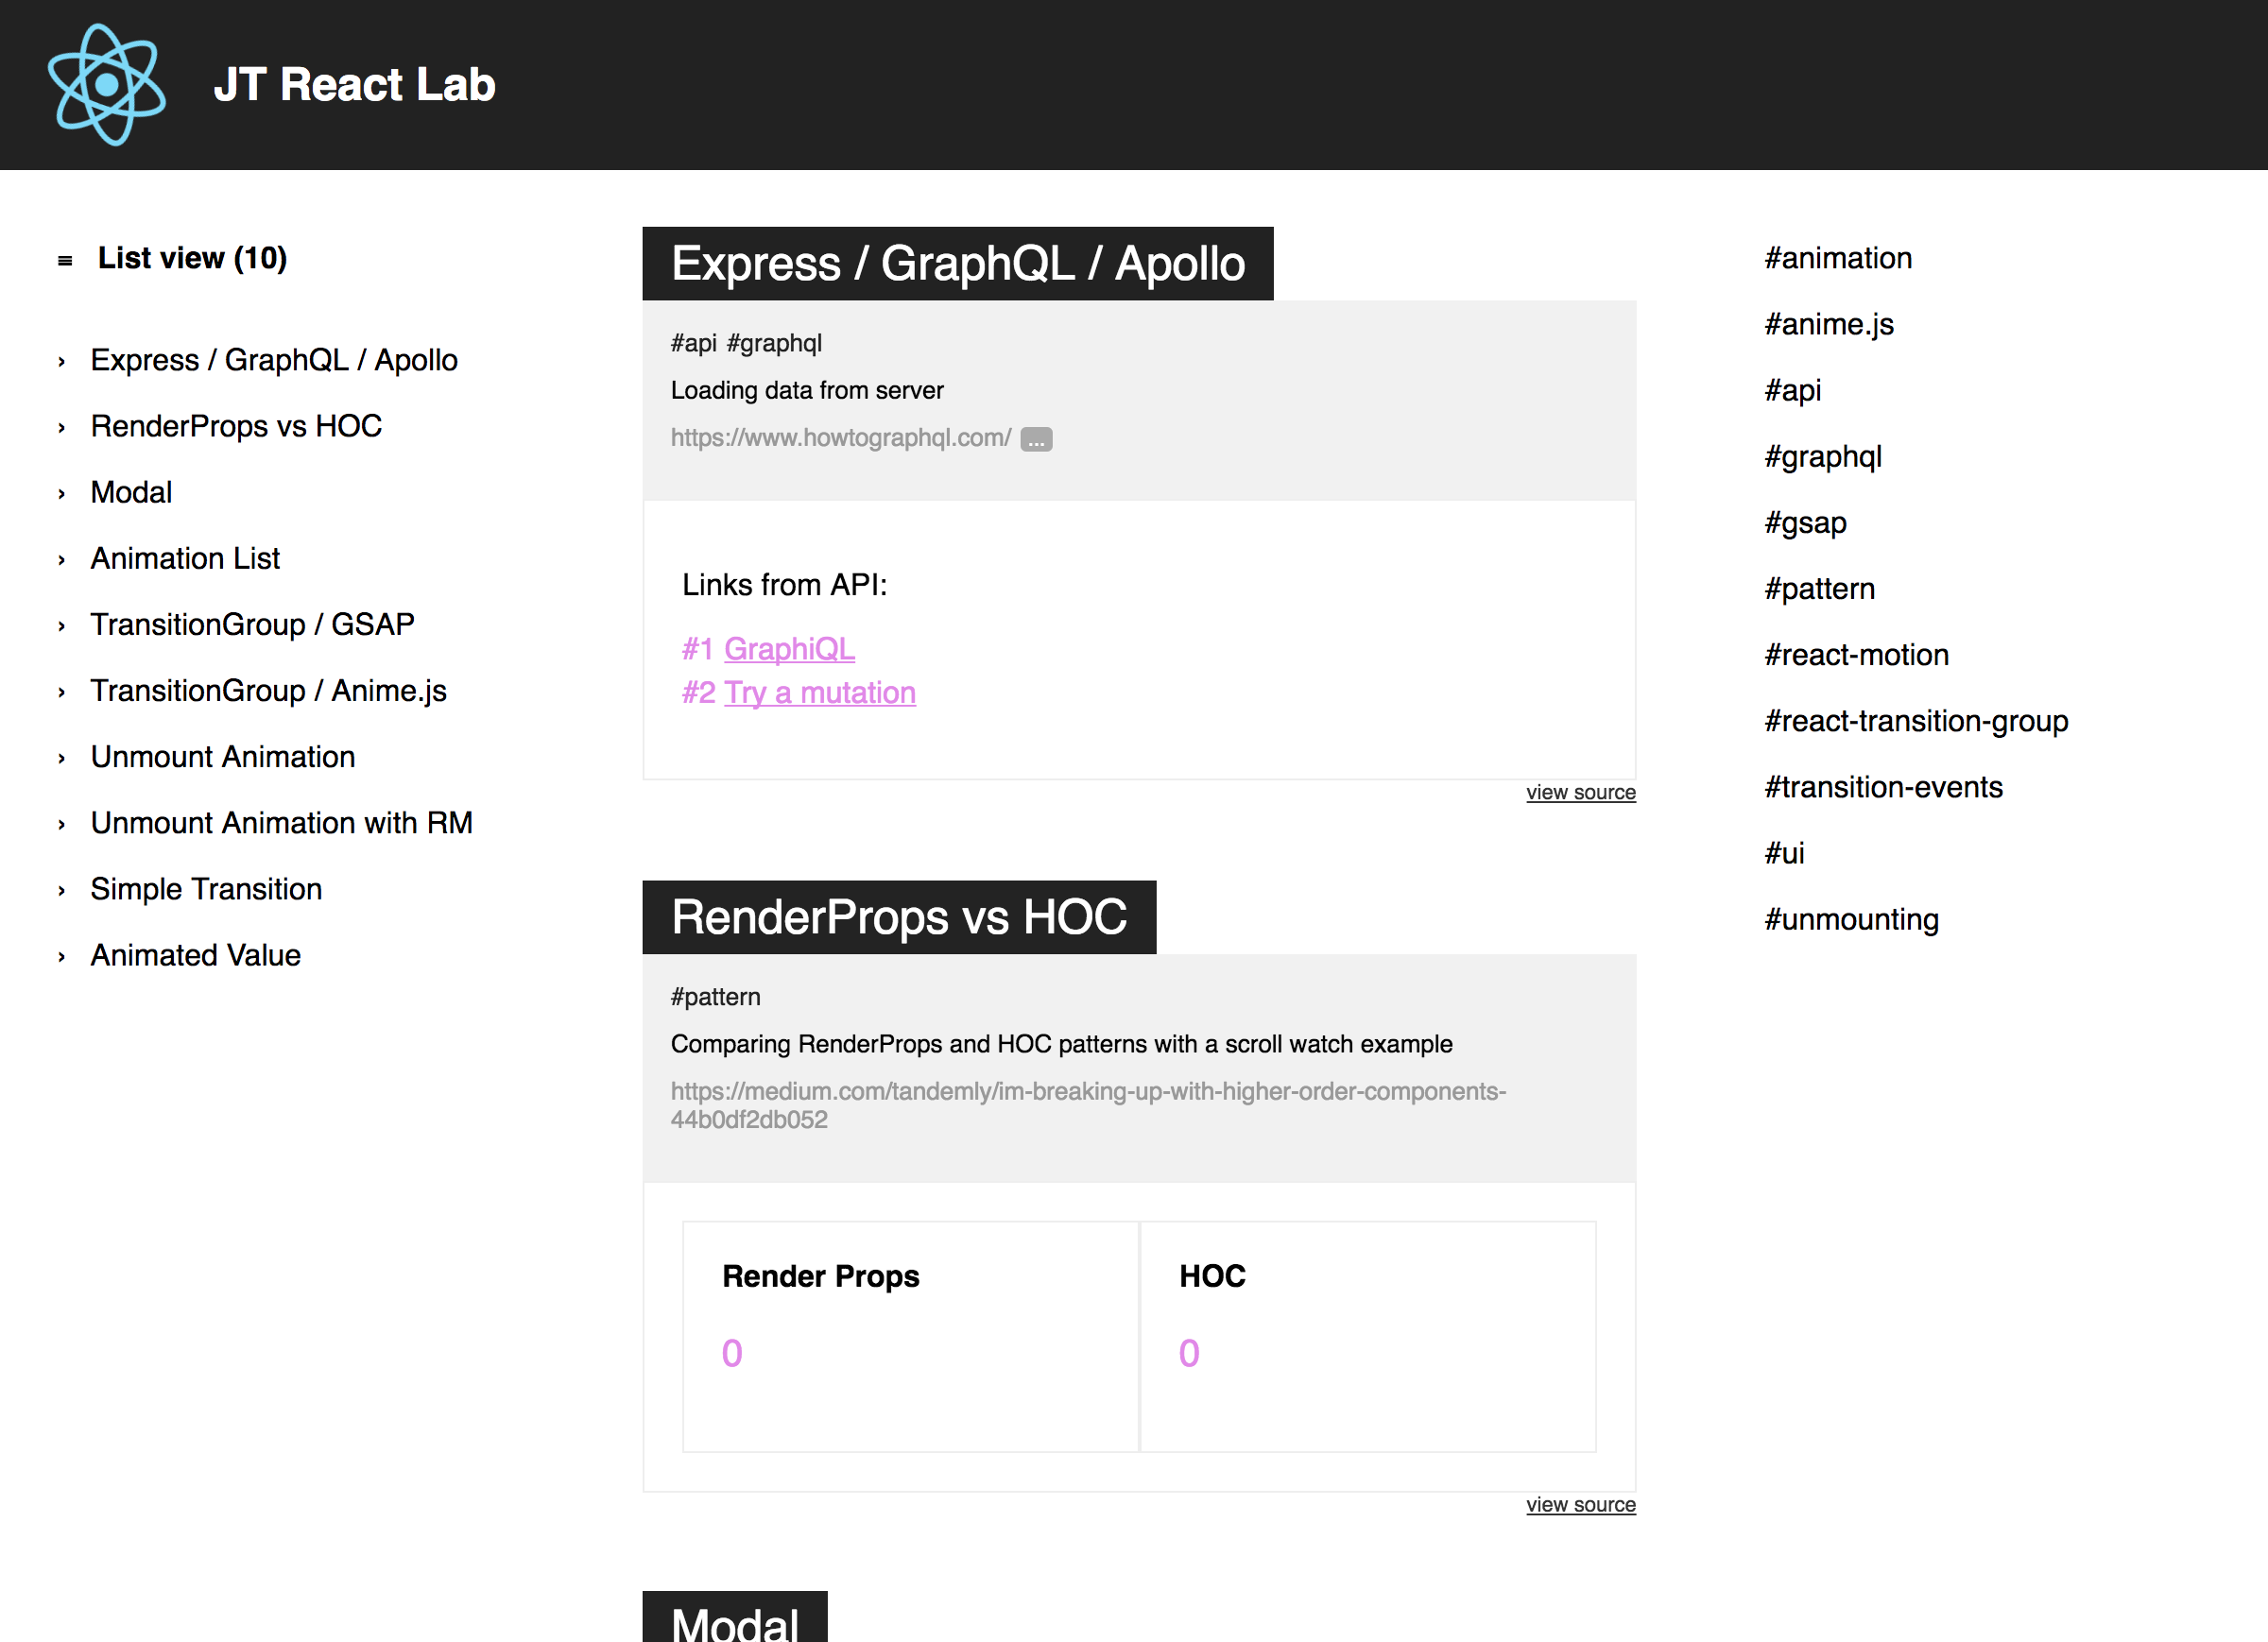 JT React Lab
≡ List view (10)
› Express / GraphQL / Apollo
› RenderProps vs HOC
› Modal
› Animation List
› TransitionGroup / GSAP
› TransitionGroup / Anime.js
› Unmount Animation
› Unmount Animation with RM
› Simple Transition
› Animated Value
Express / GraphQL / Apollo
#api #graphql
Loading data from server
https://www.howtographql.com/ ...
Links from API:
#1 GraphiQL
#2 Try a mutation
view source
RenderProps vs HOC
#pattern
Comparing RenderProps and HOC patterns with a scroll watch example
https://medium.com/tandemly/im-breaking-up-with-higher-order-components-
44b0df2db052
Render Props
0
HOC
0
view source
Modal
#animation
#anime.js
#api
#graphql
#gsap
#pattern
#react-motion
#react-transition-group
#transition-events
#ui
#unmounting